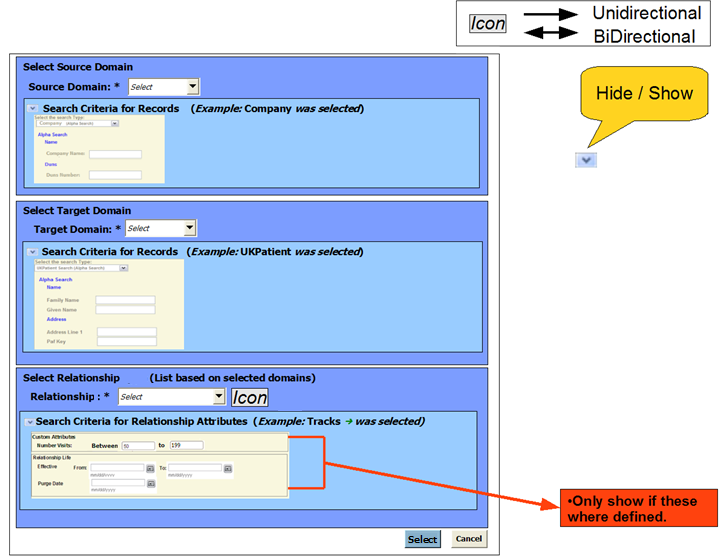 Icon
Unidirectional
BiDirectional
Hide / Show
Select Source Domain
Source Domain: * Select
Search Criteria for Records (Example: Company was selected)
Select the search Type:
Company (Alpha Search)
Alpha Search
Name
Company Name:
Duns
Duns Number:
Select Target Domain
Target Domain: * Select
Search Criteria for Records (Example: UKPatient was selected)
Select the search Type:
UKPatient Search (Alpha Search)
Alpha Search
Name
Family Name
Given Name
Address
Address Line 1
Pat Key
Select Relationship (List based on selected domains)
Relationship : * Select Icon
Search Criteria for Relationship Attributes (Example: Tracks → was selected)
Custom Attributes
Number Visits: Between 50 to 199
Relationship Life
Effective From: To:
mm/dd/yyyy mm/dd/yyyy
Purge Date
mm/dd/yyyy
•Only show if these
where defined.
Select Cancel